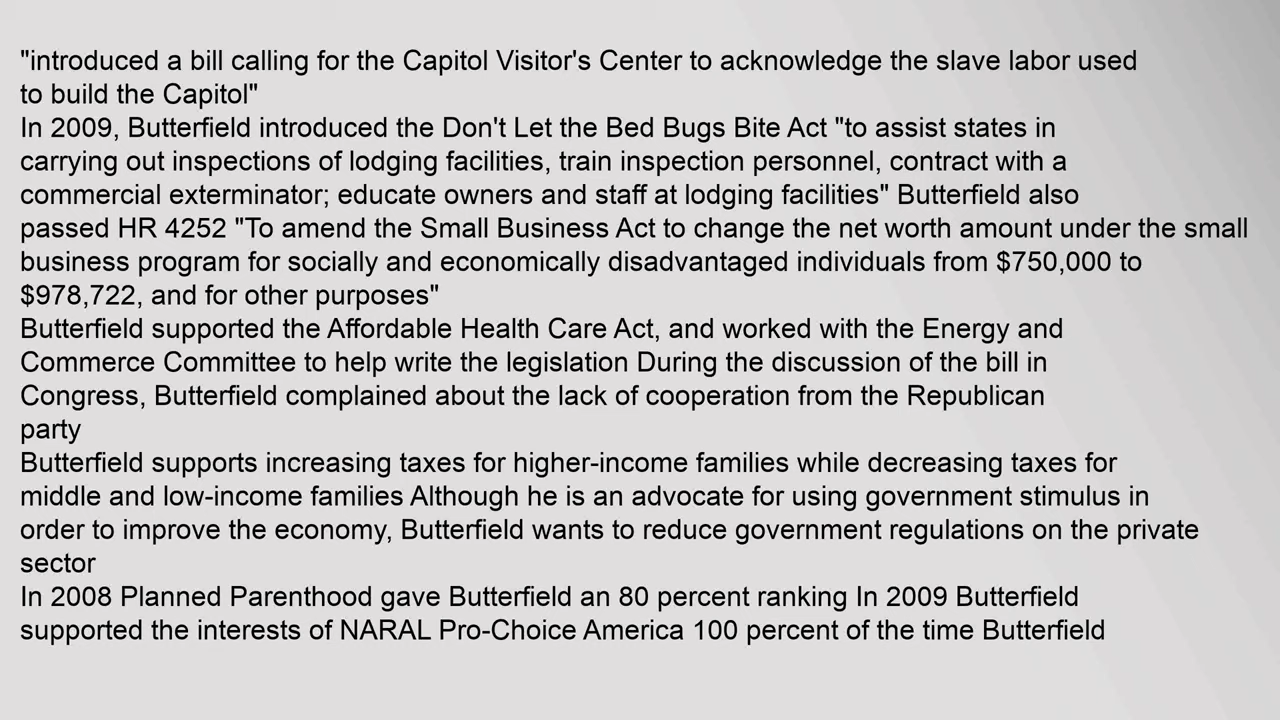 "introduced a bill calling for the Capitol Visitor's Center to acknowledge the slave labor used
to build the Capitol"
In 2009, Butterfield introduced the Don't Let the Bed Bugs Bite Act "to assist states in
carrying out inspections of lodging facilities, train inspection personnel, contract with a
commercial exterminator; educate owners and staff at lodging facilities" Butterfield also
passed HR 4252 "To amend the Small Business Act to change the net worth amount under the small
business program for socially and economically disadvantaged individuals from $750,000 to
$978,722, and for other purposes"
Butterfield supported the Affordable Health Care Act, and worked with the Energy and
Commerce Committee to help write the legislation During the discussion of the bill in
Congress, Butterfield complained about the lack of cooperation from the Republican
party
Butterfield supports increasing taxes for higher-income families while decreasing taxes for
middle and low-income families Although he is an advocate for using government stimulus in
order to improve the economy, Butterfield wants to reduce government regulations on the private
sector
In 2008 Planned Parenthood gave Butterfield an 80 percent ranking In 2009 Butterfield
supported the interests of NARAL Pro-Choice America 100 percent of the time Butterfield